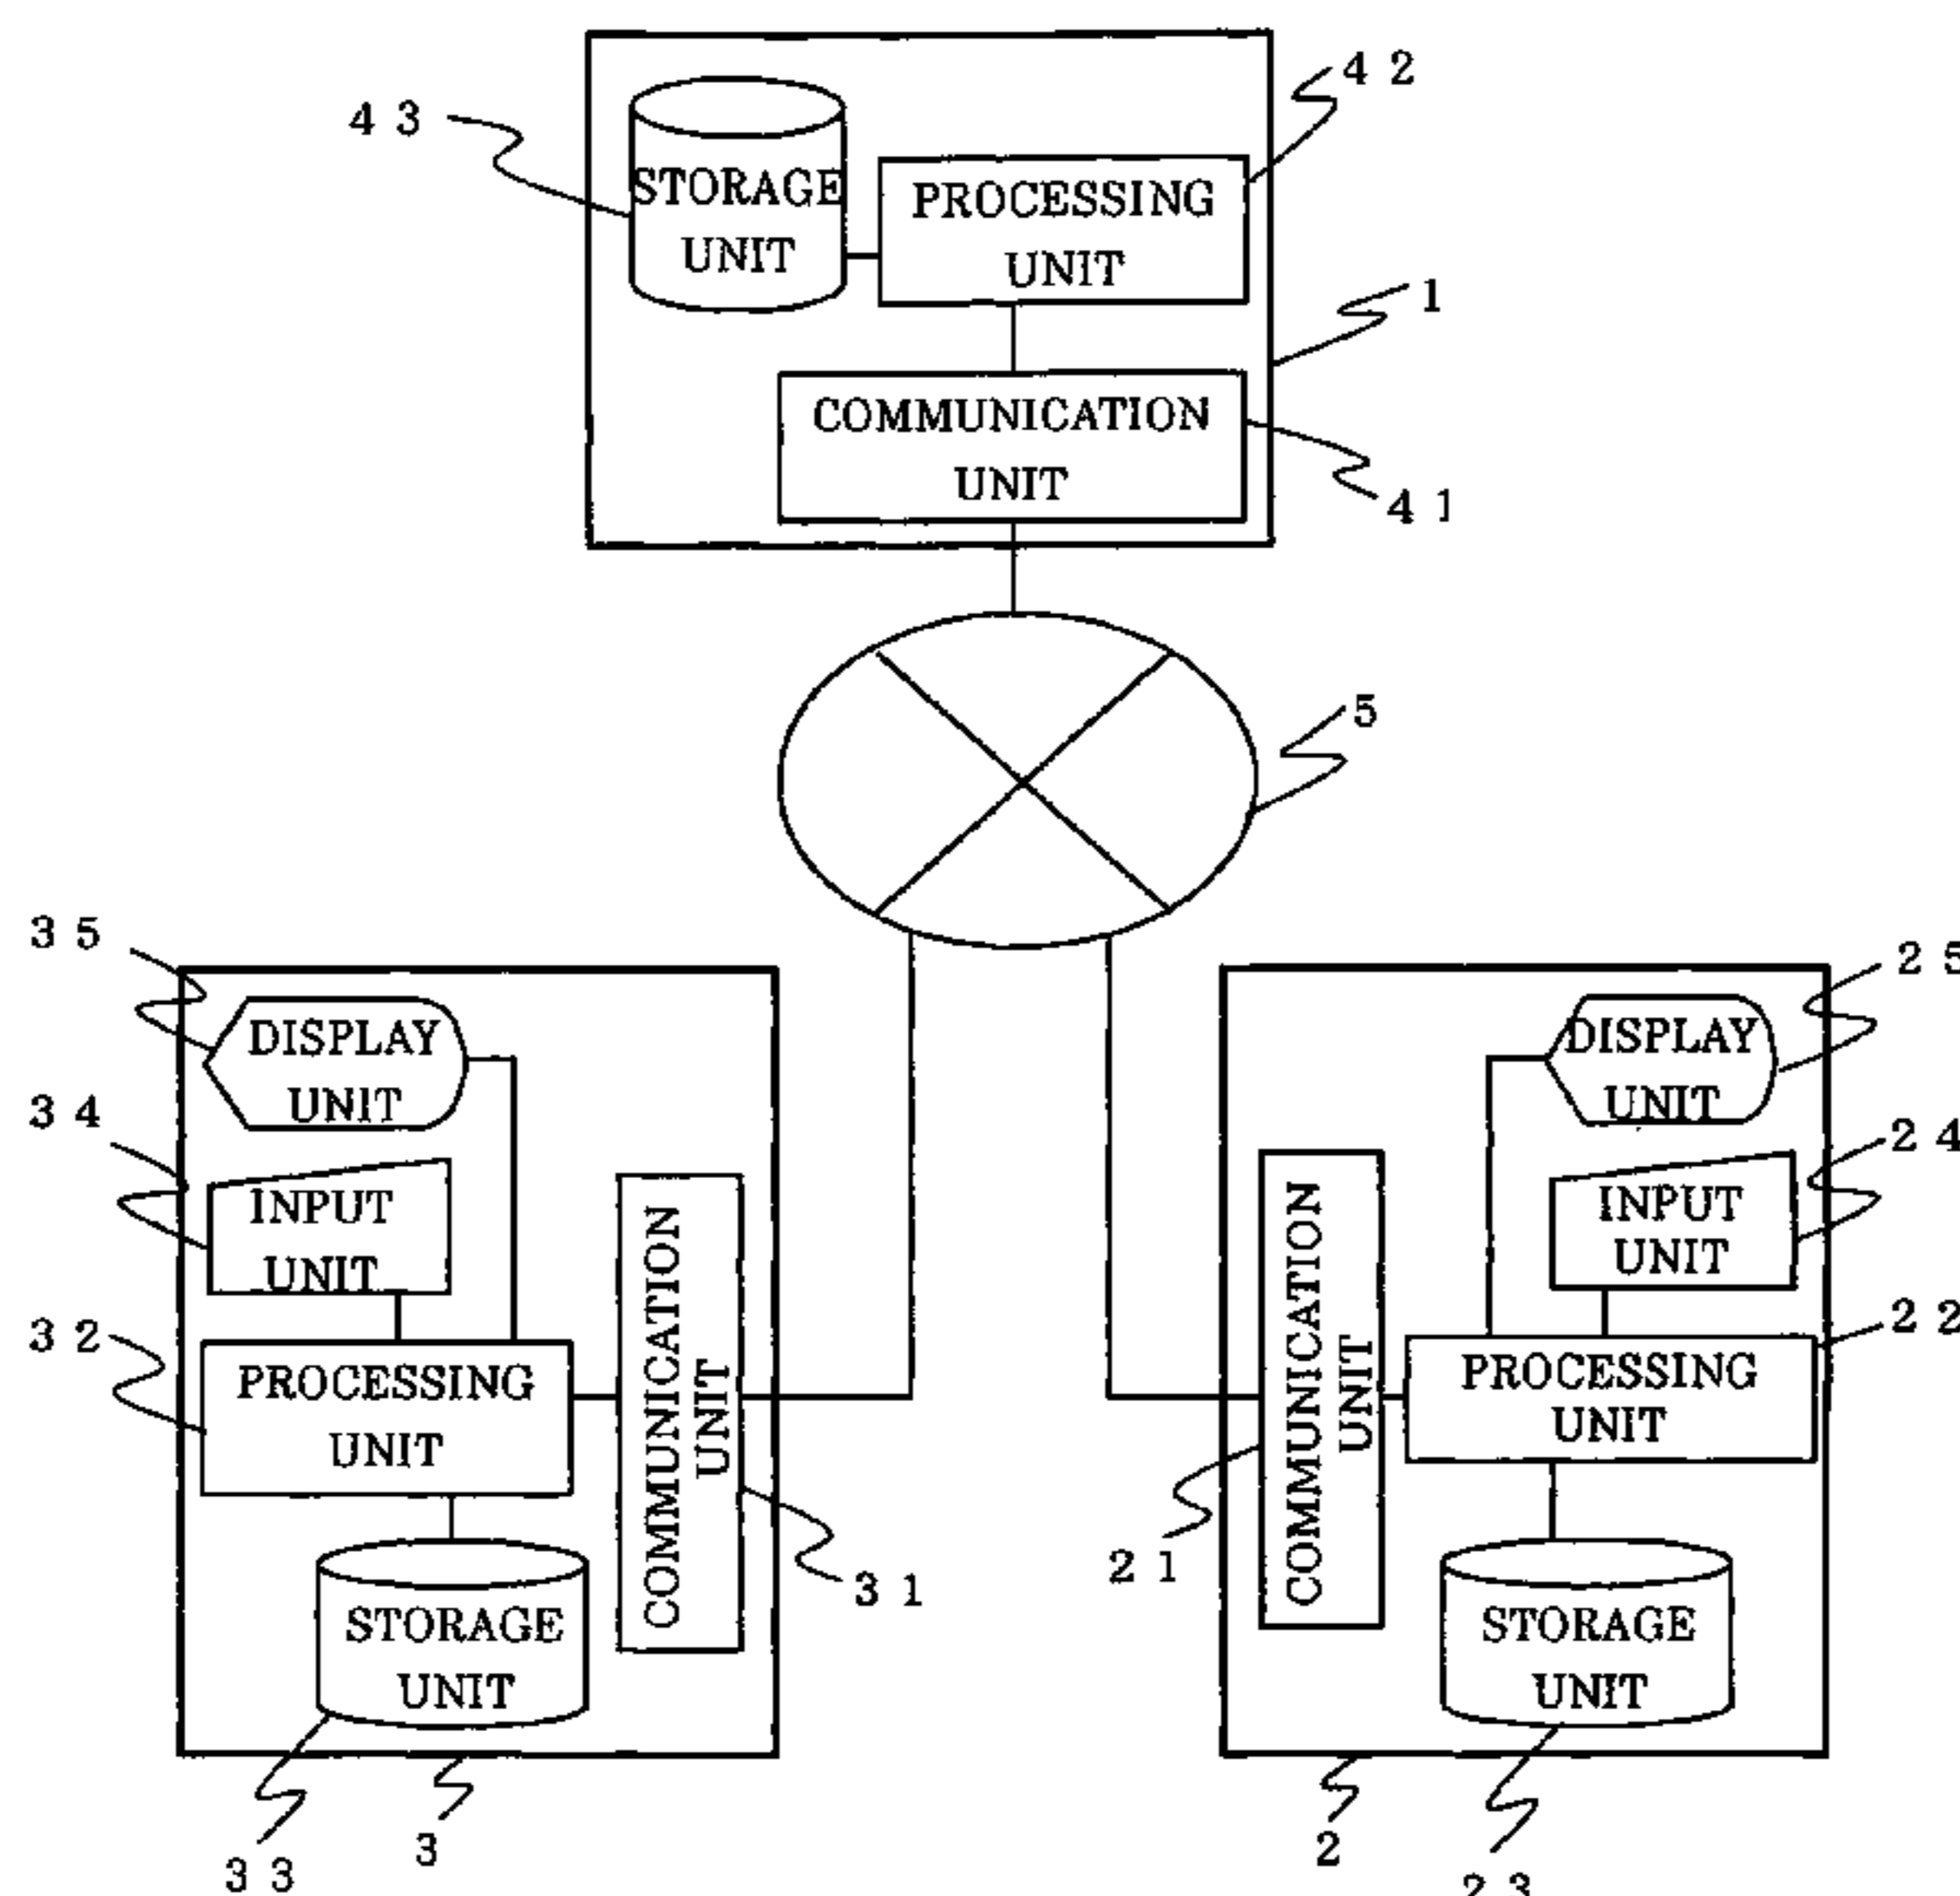 4 3
4 2
STORAGE
UNIT
PROCESSING
UNIT
1
COMMUNICATION
UNIT
4 1
5
3 5
DISPLAY
UNIT
3 4
INPUT
UNIT
3 2
PROCESSING
UNIT
COMMUNICATION
UNIT
3 1
STORAGE
UNIT
3 3
3
2 5
DISPLAY
UNIT
2 4
INPUT
UNIT
2 2
PROCESSING
UNIT
COMMUNICATION
UNIT
2 1
STORAGE
UNIT
2
2 3